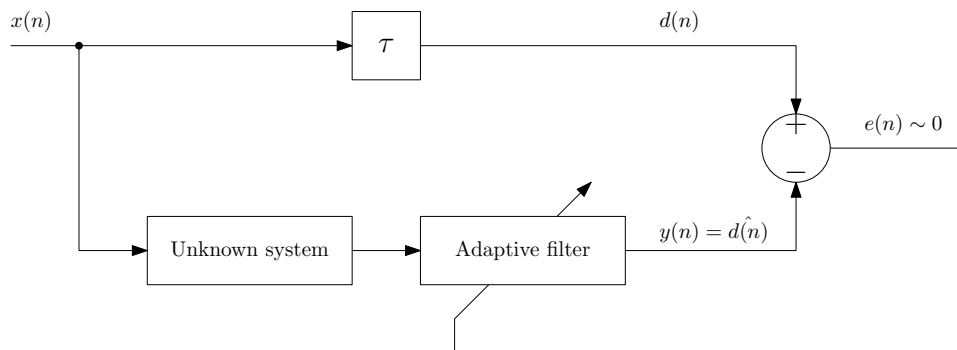 x(n)
τ
d(n)
+
−
e(n) ∼ 0
Unknown system
Adaptive filter
y(n) = d̂(n)